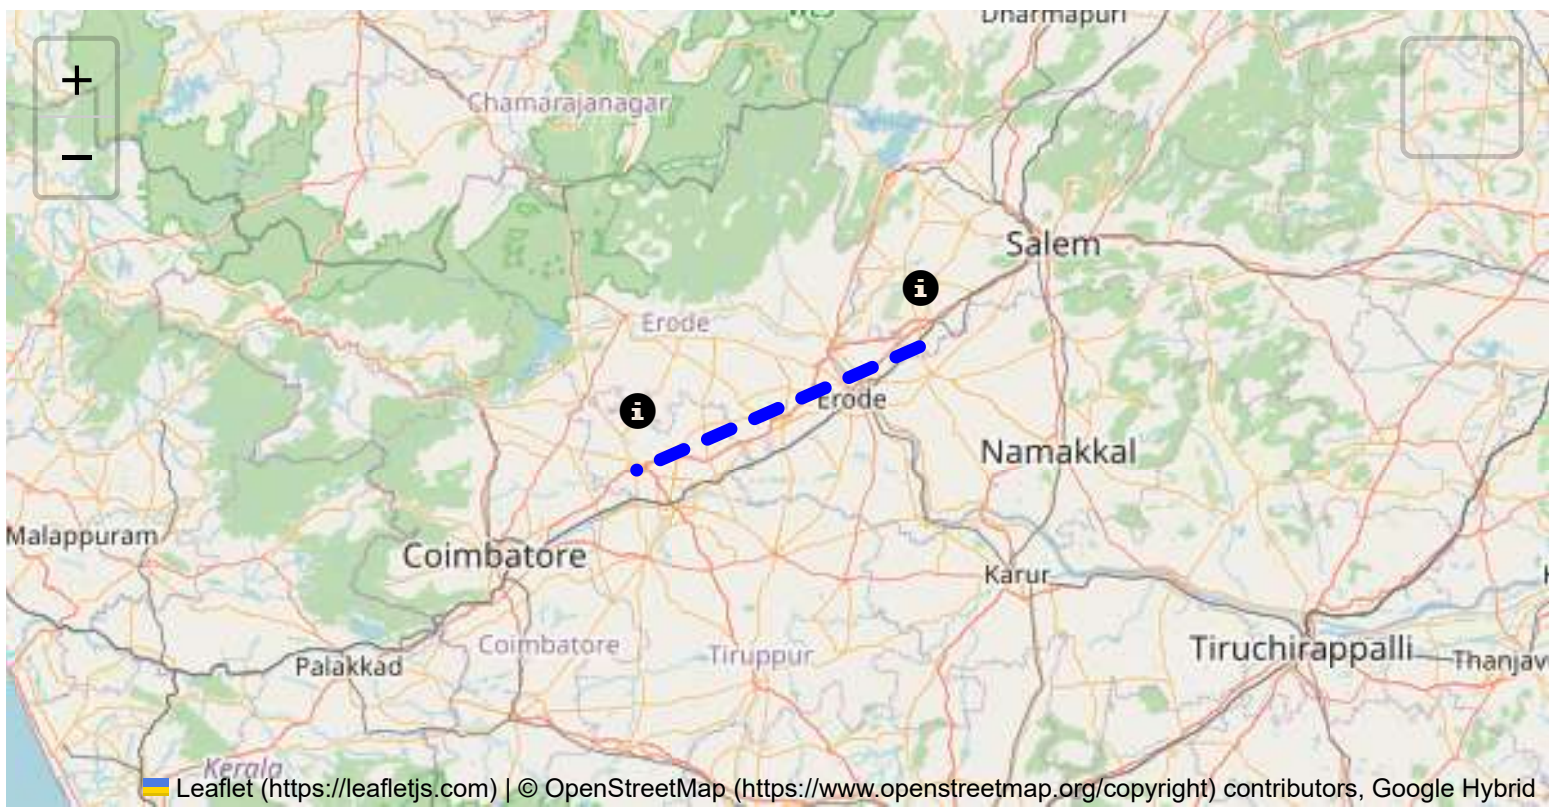 Dharmapuri
+
Chamarajanagar
−
Salem
i
Erode
i
Erode
Namakkal
Malappuram
Coimbatore
Karur
Coimbatore
Tiruppur
Tiruchirappalli
Palakkad
Thanjav
Kerala
Leaflet (https://leafletjs.com) | © OpenStreetMap (https://www.openstreetmap.org/copyright) contributors, Google Hybrid